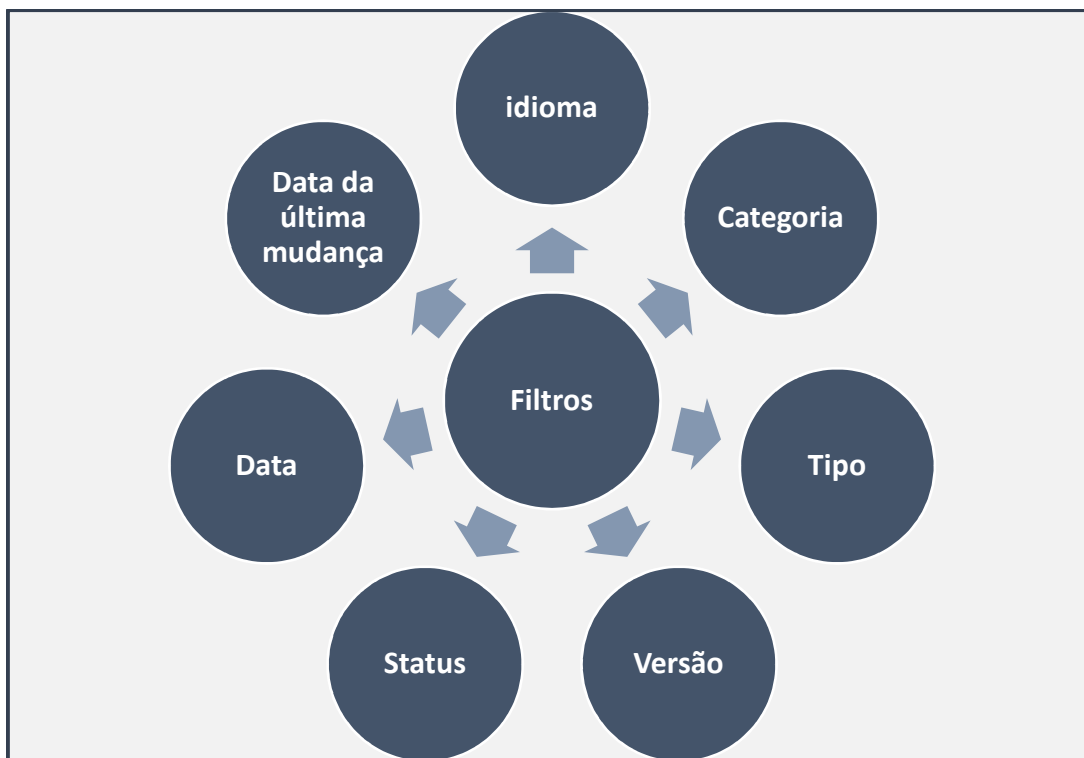 idioma
Data da
última
mudança
Categoria
Filtros
Data
Tipo
Status
Versão